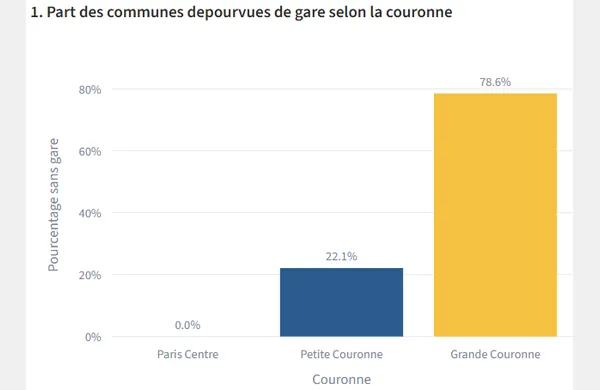 1. Part des communes depourvues de gare selon la couronne
78.6%
80%
60%
Pourcentage sans gare
40%
22.1%
20%
0.0%
0%
Paris Centre
Petite Couronne
Grande Couronne
Couronne